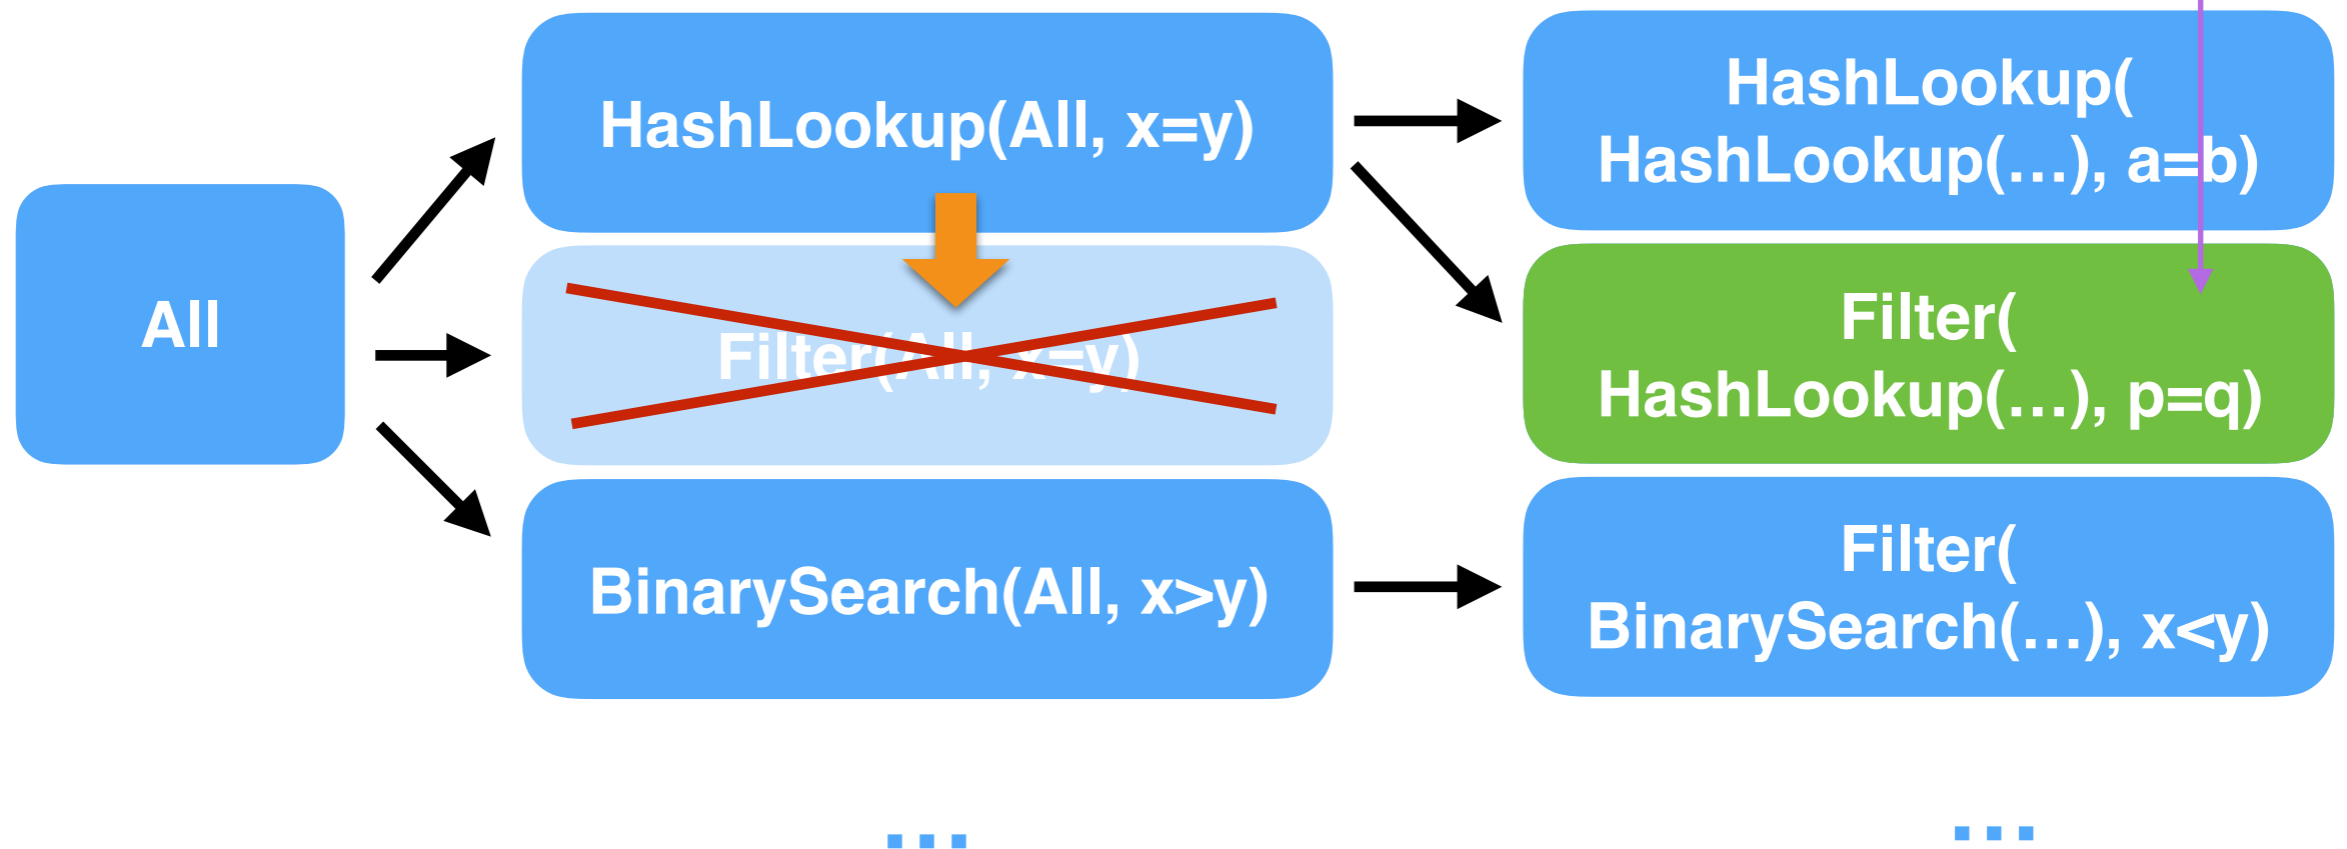 All
HashLookup(All, x=y)
Filter(All, x=y)
BinarySearch(All, x>y)
…
HashLookup(
HashLookup(…), a=b)
Filter(
HashLookup(…), p=q)
Filter(
BinarySearch(…), x<y)
…